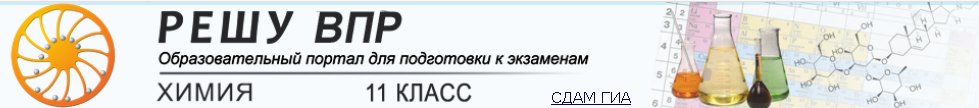 РЕШУ ВПР
Образовательный портал для подготовки к экзаменам
ХИМИЯ 11 КЛАСС СДАМ ГИА